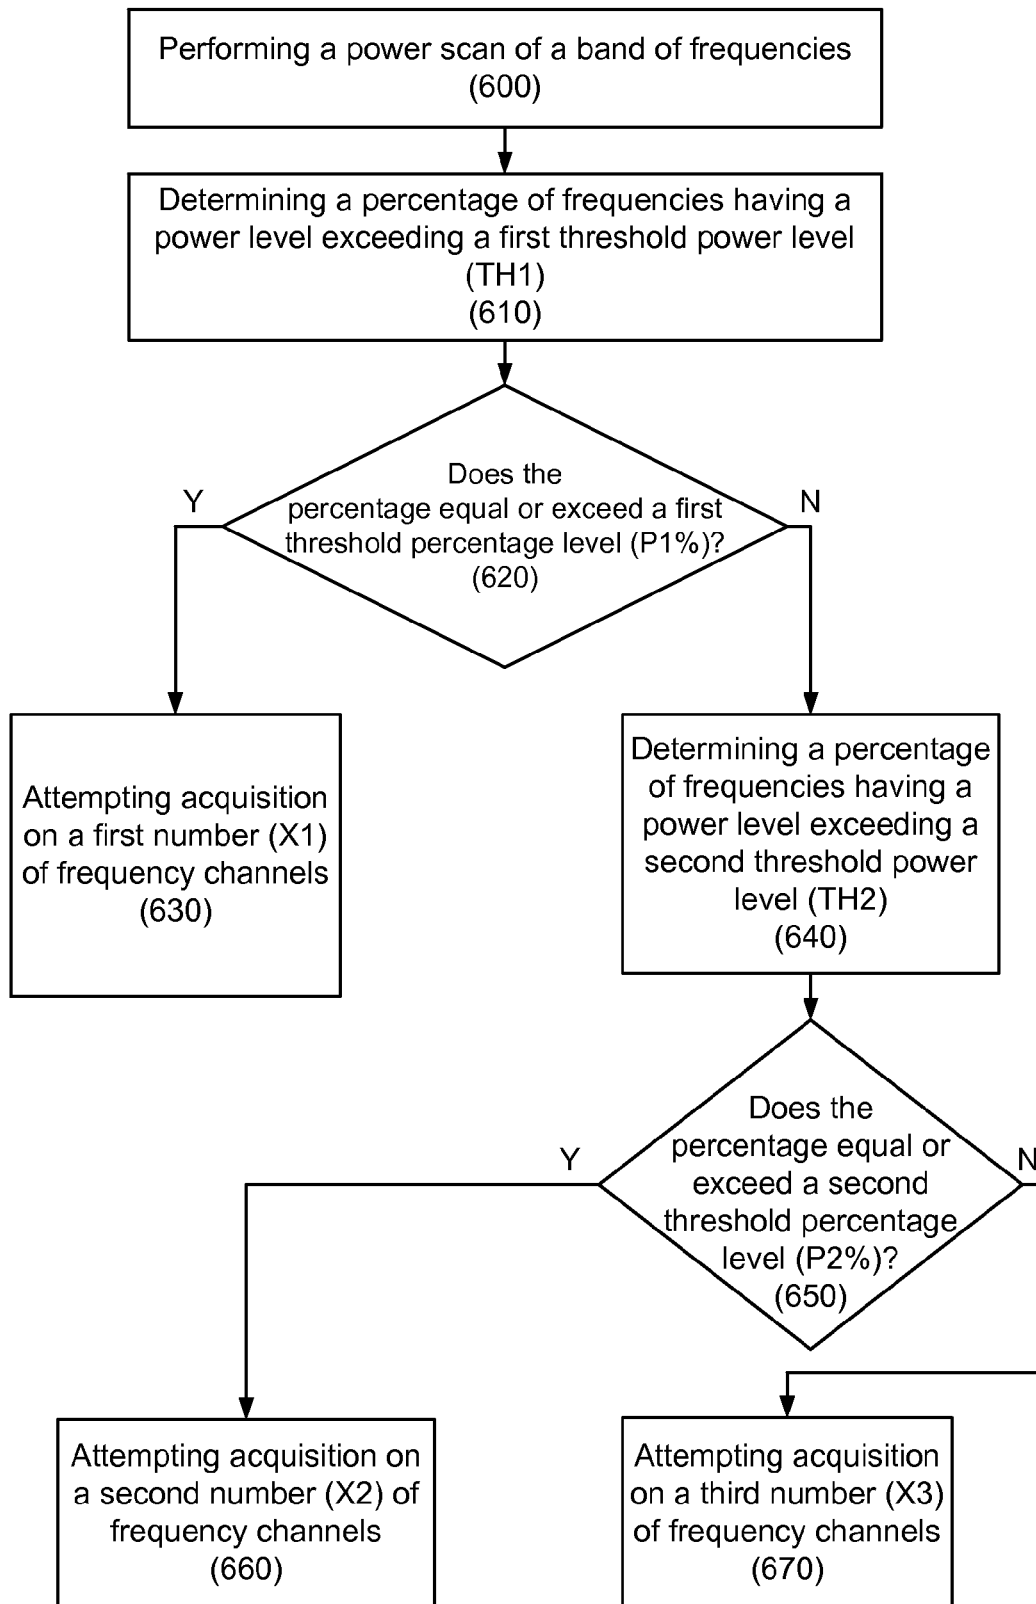 Performing a power scan of a band of frequencies
(600)
Determining a percentage of frequencies having a
power level exceeding a first threshold power level
(TH1)
(610)
Does the
percentage equal or exceed a first
threshold percentage level (P1%)?
(620)
Y
N
Attempting acquisition
on a first number (X1)
of frequency channels
(630)
Determining a percentage
of frequencies having a
power level exceeding a
second threshold power
level (TH2)
(640)
Does the
percentage equal or
exceed a second
threshold percentage
level (P2%)?
(650)
Y
N
Attempting acquisition on
a second number (X2) of
frequency channels
(660)
Attempting acquisition
on a third number (X3)
of frequency channels
(670)